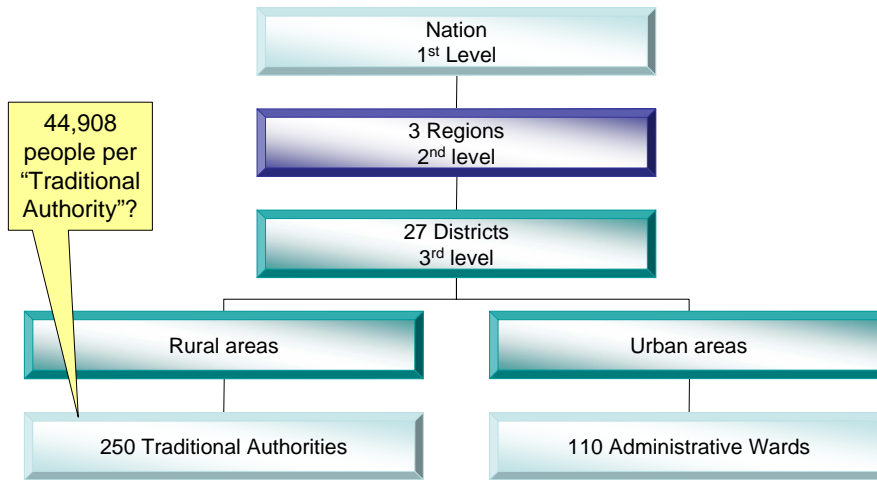 Nation
1st Level
3 Regions
2nd level
44,908
people per
“Traditional
Authority”?
27 Districts
3rd level
Rural areas
Urban areas
250 Traditional Authorities
110 Administrative Wards